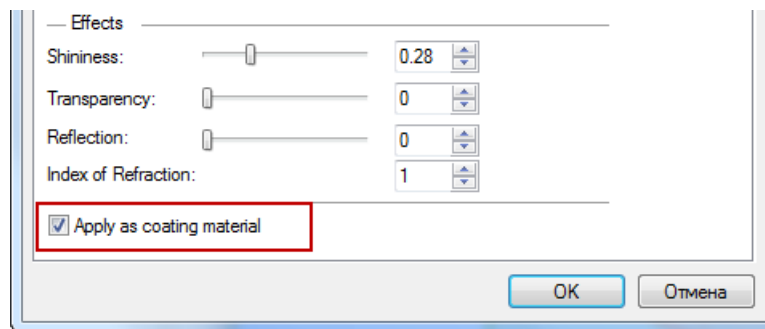 Effects
Shininess: 0.28
Transparency: 0
Reflection: 0
Index of Refraction: 1
Apply as coating material
OK Отмена